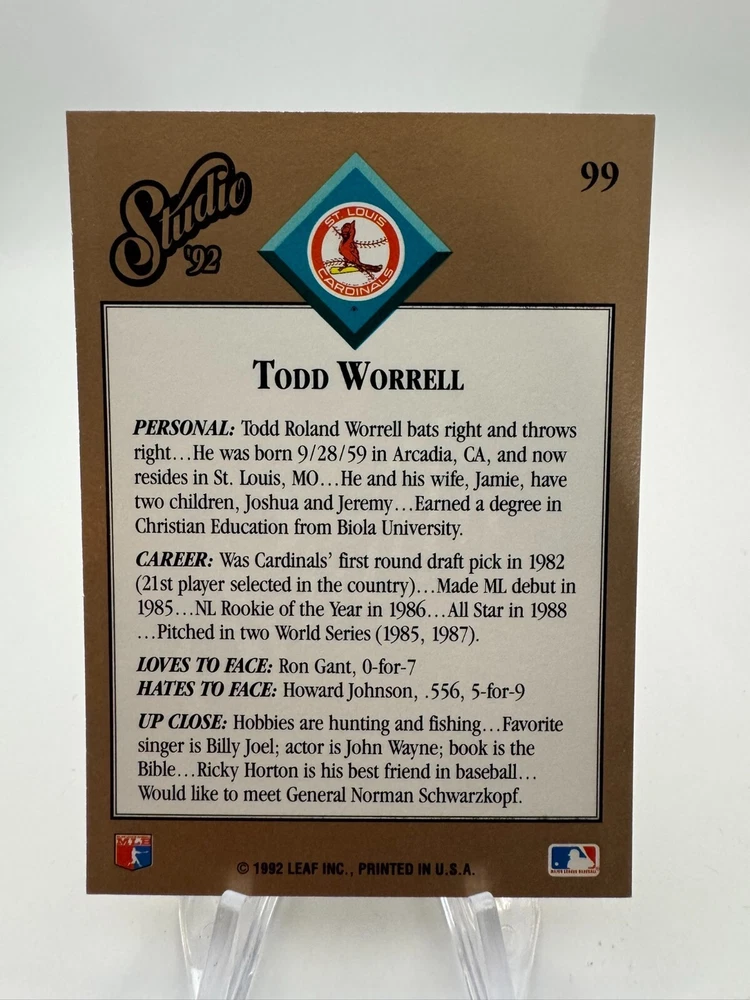 Studio
'92
99
ST. LOUIS
CARDINALS
TODD WORRELL
PERSONAL: Todd Roland Worrell bats right and throws
right...He was born 9/28/59 in Arcadia, CA, and now
resides in St. Louis, MO...He and his wife, Jamie, have
two children, Joshua and Jeremy...Earned a degree in
Christian Education from Biola University.
CAREER: Was Cardinals' first round draft pick in 1982
(21st player selected in the country)...Made ML debut in
1985...NL Rookie of the Year in 1986...All Star in 1988
...Pitched in two World Series (1985, 1987).
LOVES TO FACE: Ron Gant, 0-for-7
HATES TO FACE: Howard Johnson, .556, 5-for-9
UP CLOSE: Hobbies are hunting and fishing...Favorite
singer is Billy Joel; actor is John Wayne; book is the
Bible...Ricky Horton is his best friend in baseball...
Would like to meet General Norman Schwarzkopf.
© 1992 LEAF INC., PRINTED IN U.S.A.
MAJOR LEAGUE BASEBALL